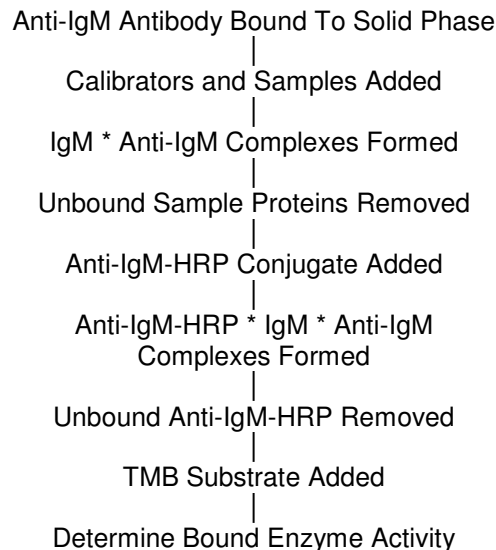 Anti-IgM Antibody Bound To Solid Phase
Calibrators and Samples Added
IgM * Anti-IgM Complexes Formed
Unbound Sample Proteins Removed
Anti-IgM-HRP Conjugate Added
Anti-IgM-HRP * IgM * Anti-IgM
Complexes Formed
Unbound Anti-IgM-HRP Removed
TMB Substrate Added
Determine Bound Enzyme Activity